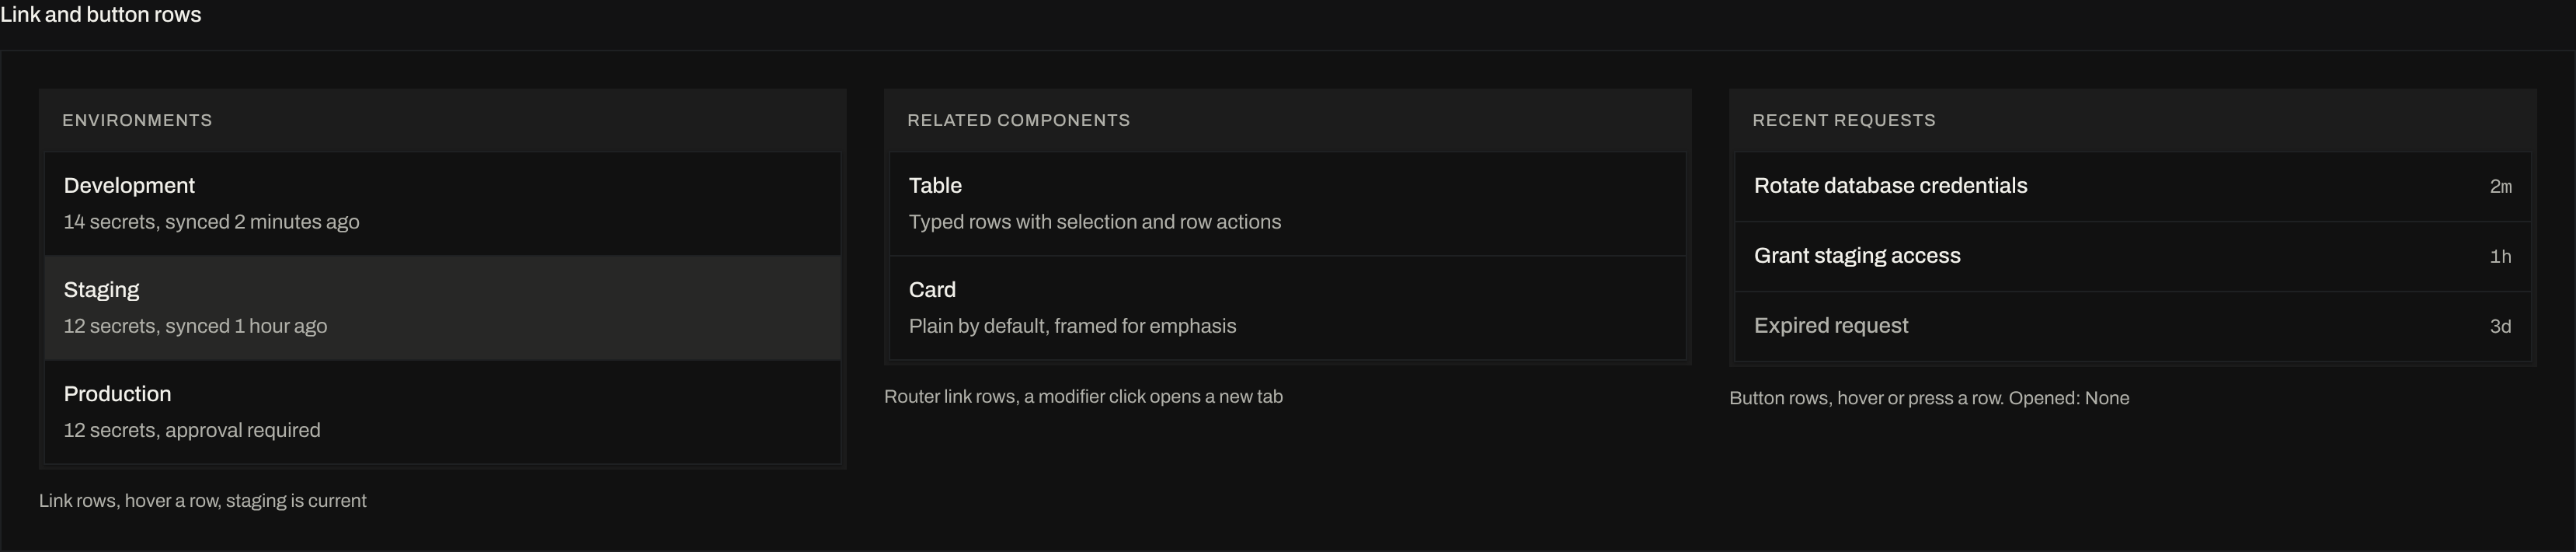 Link and button rows
ENVIRONMENTS
Development
14 secrets, synced 2 minutes ago
Staging
12 secrets, synced 1 hour ago
Production
12 secrets, approval required
Link rows, hover a row, staging is current
RELATED COMPONENTS
Table
Typed rows with selection and row actions
Card
Plain by default, framed for emphasis
Router link rows, a modifier click opens a new tab
RECENT REQUESTS
Rotate database credentials 2m
Grant staging access 1h
Expired request 3d
Button rows, hover or press a row. Opened: None